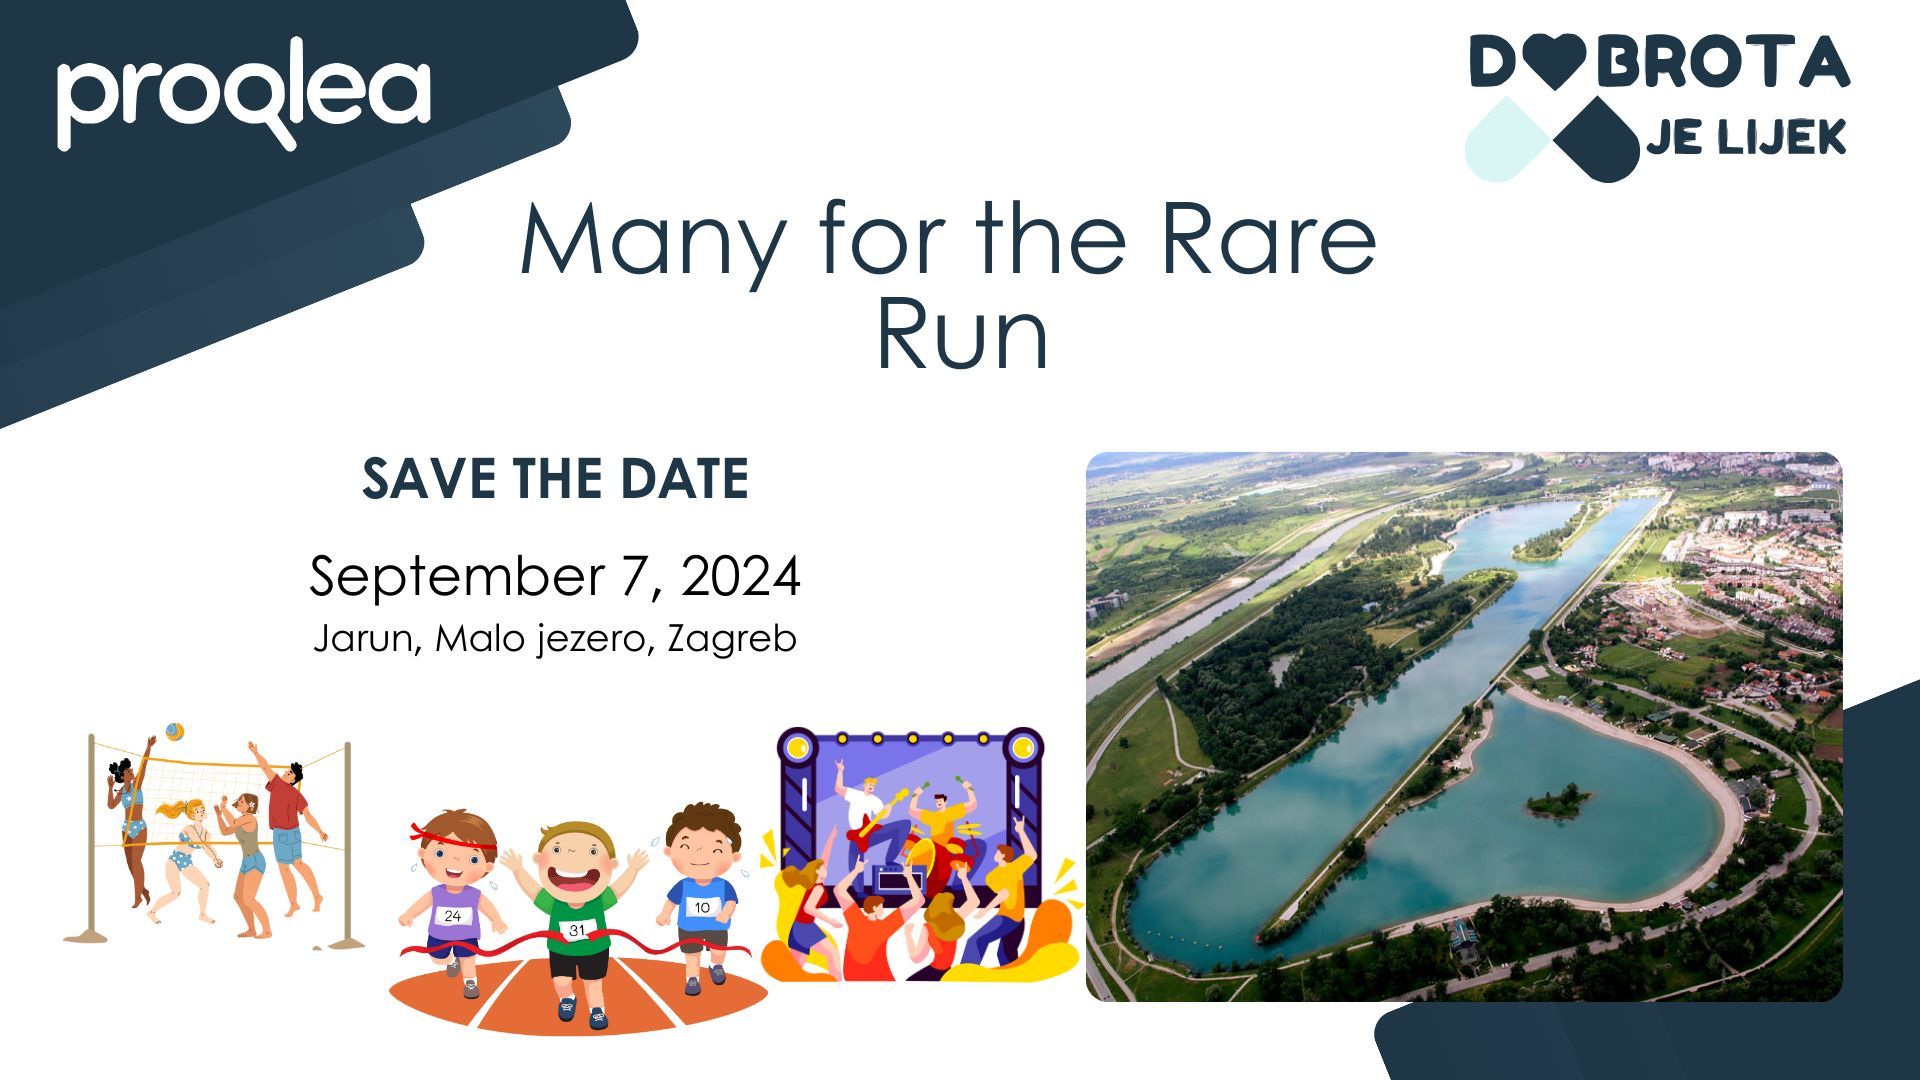 proqlea
DOBROTA
JE LIJEK
Many for the Rare
Run
SAVE THE DATE
September 7, 2024
Jarun, Malo jezero, Zagreb
24
31
10